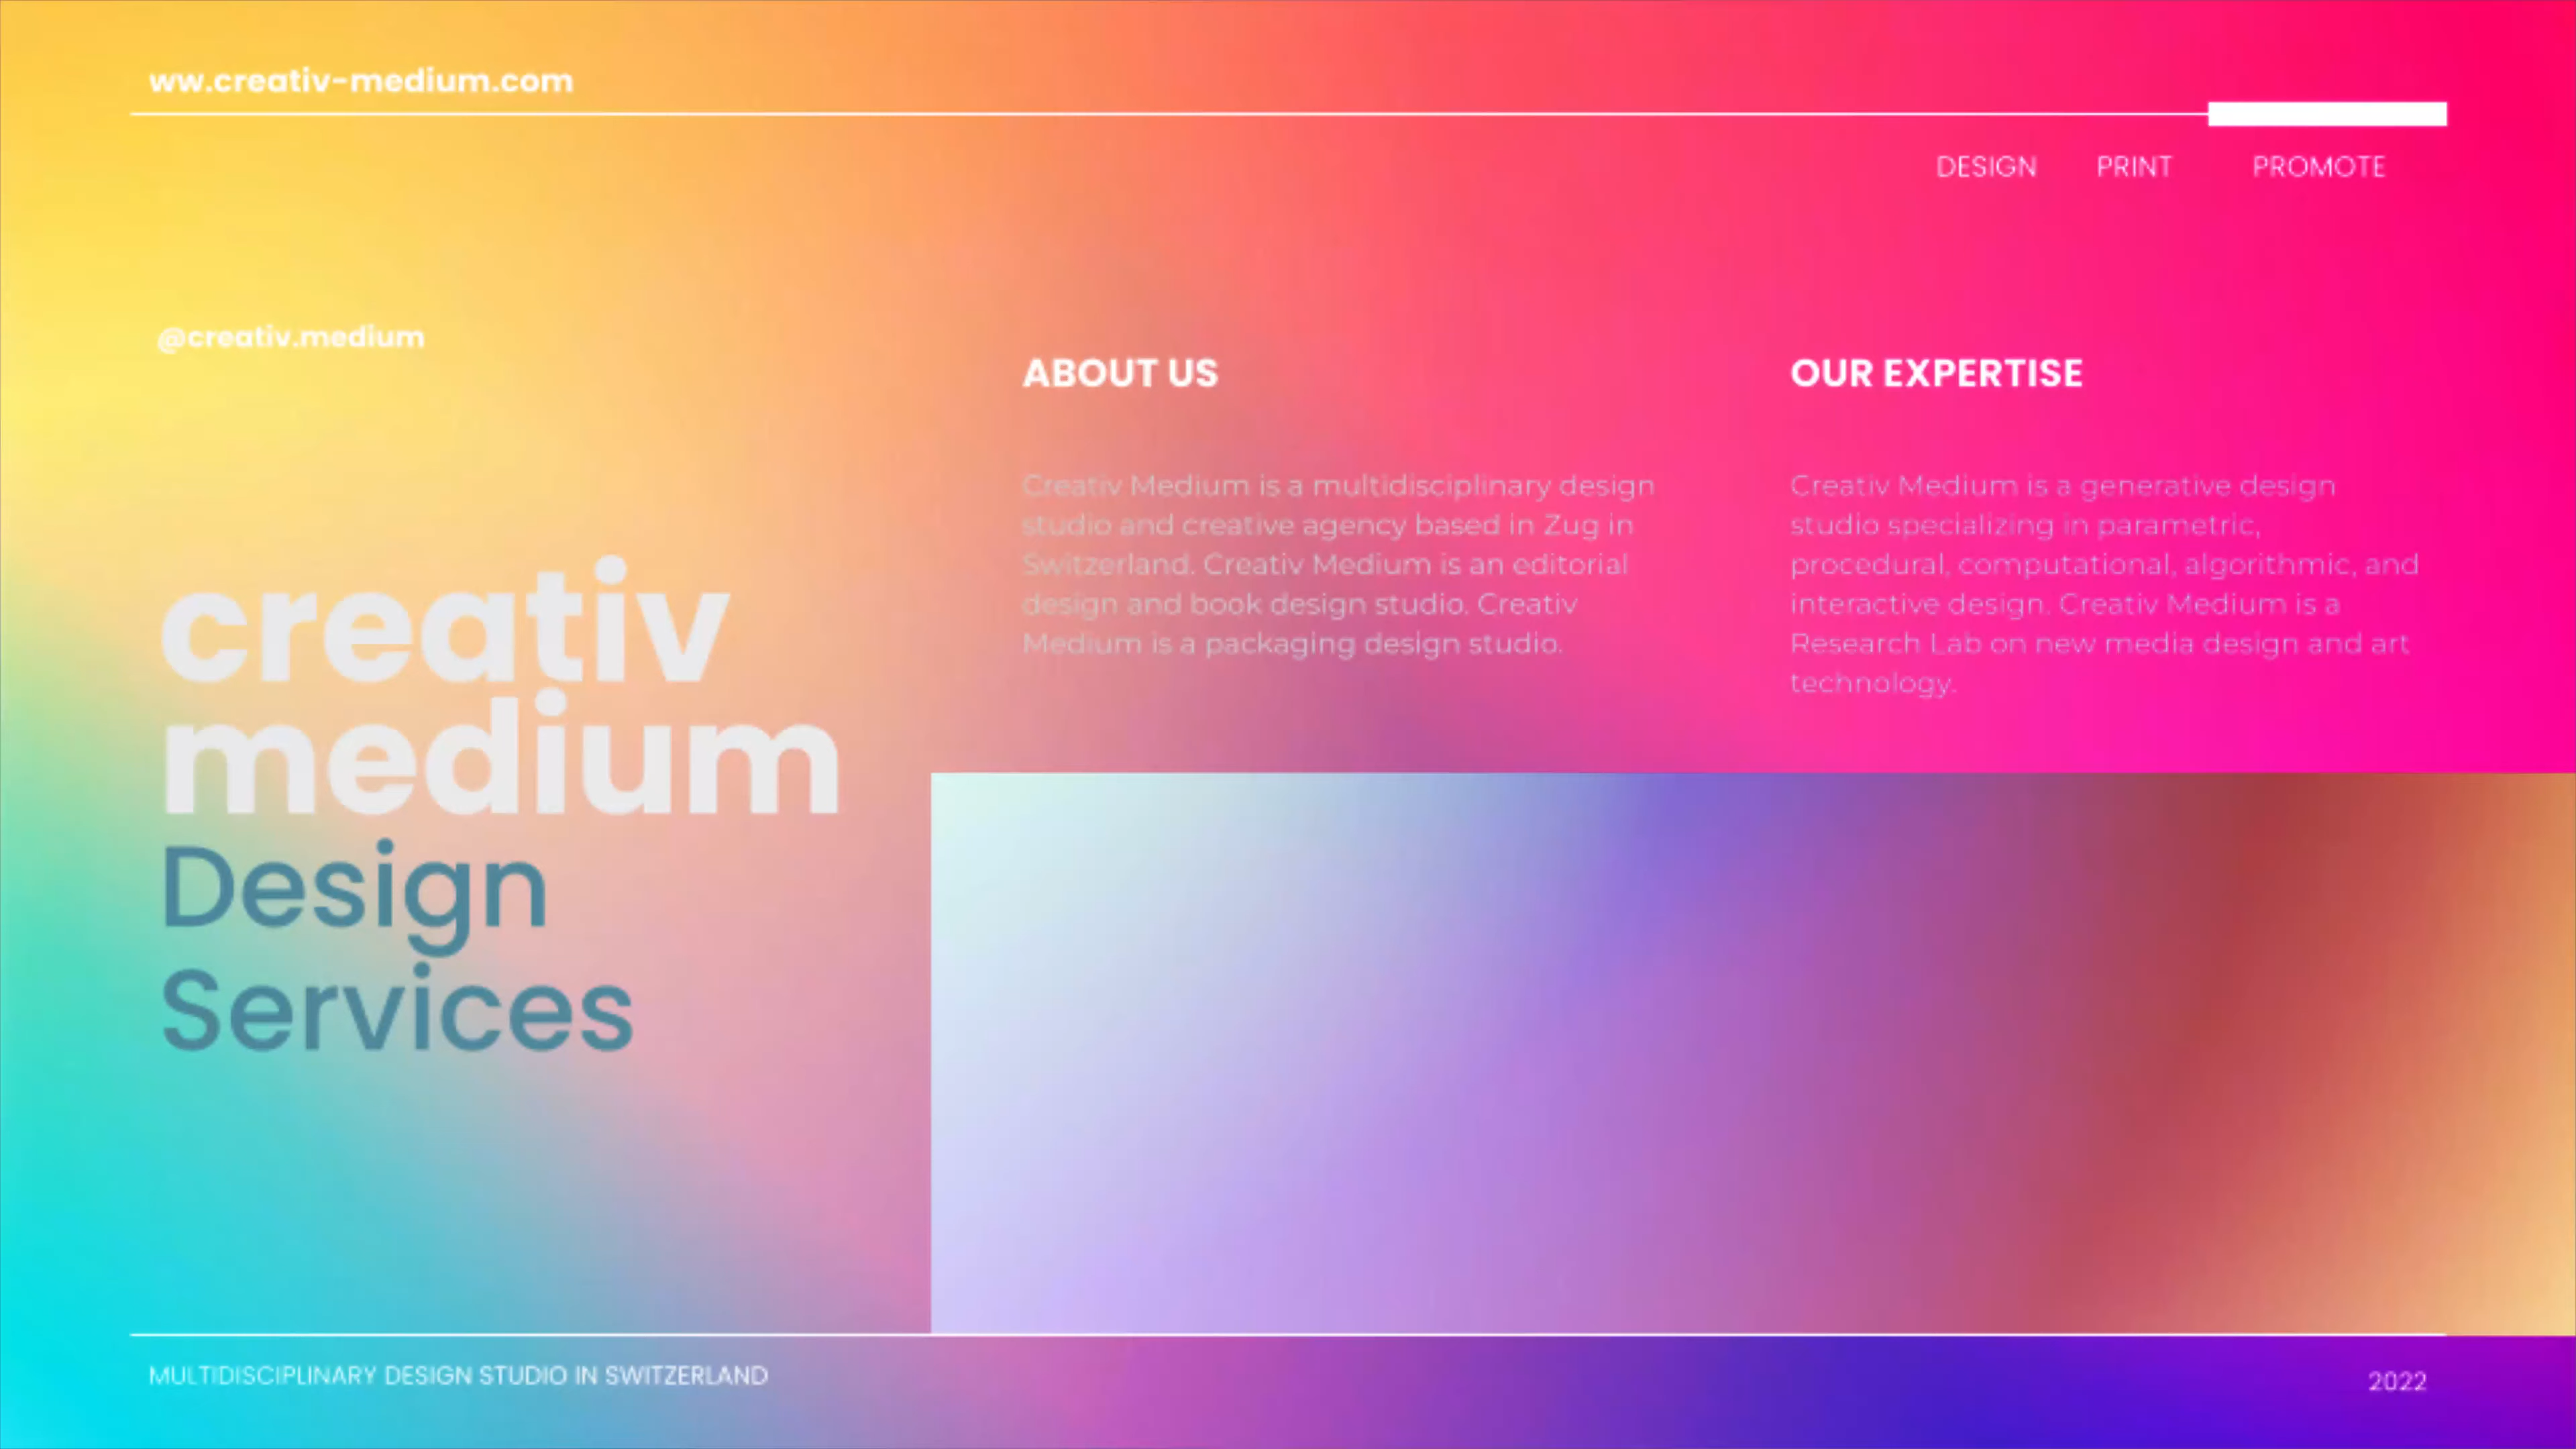 ww.creativ-medium.com
DESIGN PRINT PROMOTE
@creativ.medium
creativ
medium
Design
Services
ABOUT US
Creativ Medium is a multidisciplinary design
studio and creative agency based in Zug in
Switzerland. Creativ Medium is an editorial
design and book design studio. Creativ
Medium is a packaging design studio.
OUR EXPERTISE
Creativ Medium is a generative design
studio specializing in parametric,
procedural, computational, algorithmic, and
interactive design. Creativ Medium is a
Research Lab on new media design and art
technology.
MULTIDISCIPLINARY DESIGN STUDIO IN SWITZERLAND
2022